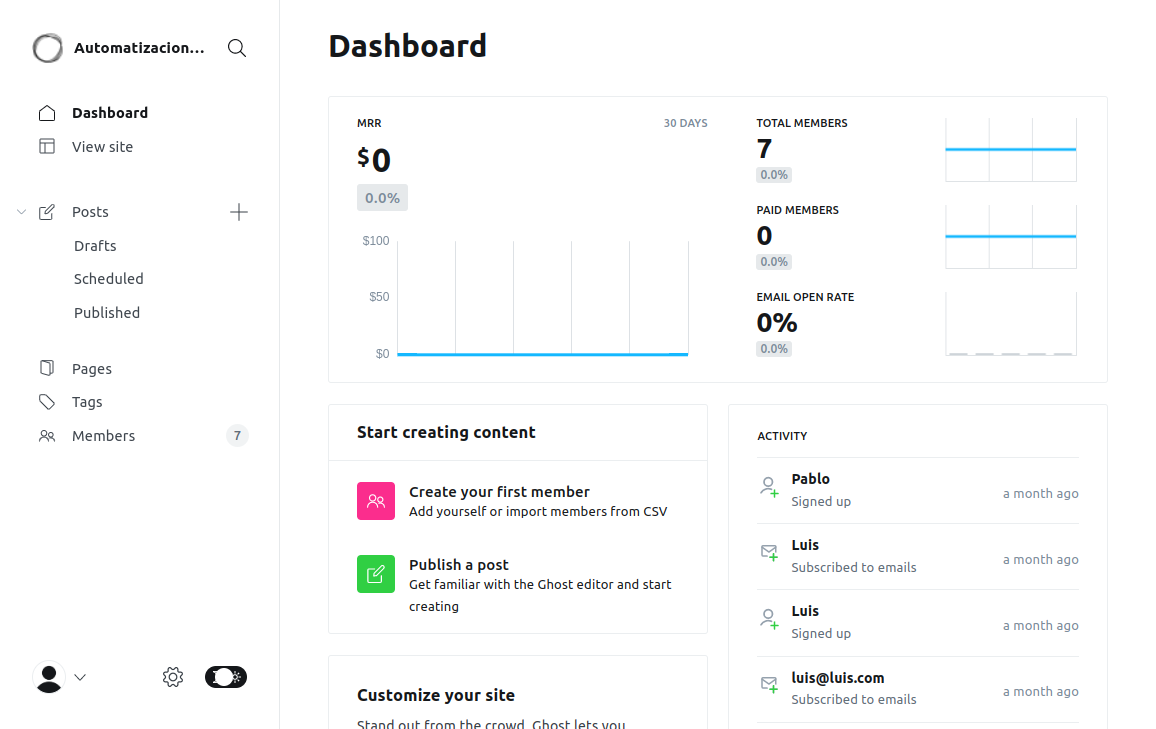 Automatizacion...
Dashboard
View site
Posts
Drafts
Scheduled
Published
Pages
Tags
Members
7
Dashboard
MRR
30 DAYS
$0
0.0%
$100
$50
$0
TOTAL MEMBERS
7
0.0%
PAID MEMBERS
0
0.0%
EMAIL OPEN RATE
0%
0.0%
Start creating content
Create your first member
Add yourself or import members from CSV
Publish a post
Get familiar with the Ghost editor and start
creating
Customize your site
Stand out from the crowd. Ghost lets you
ACTIVITY
Pablo
Signed up
a month ago
Luis
Subscribed to emails
a month ago
Luis
Signed up
a month ago
luis@luis.com
Subscribed to emails
a month ago